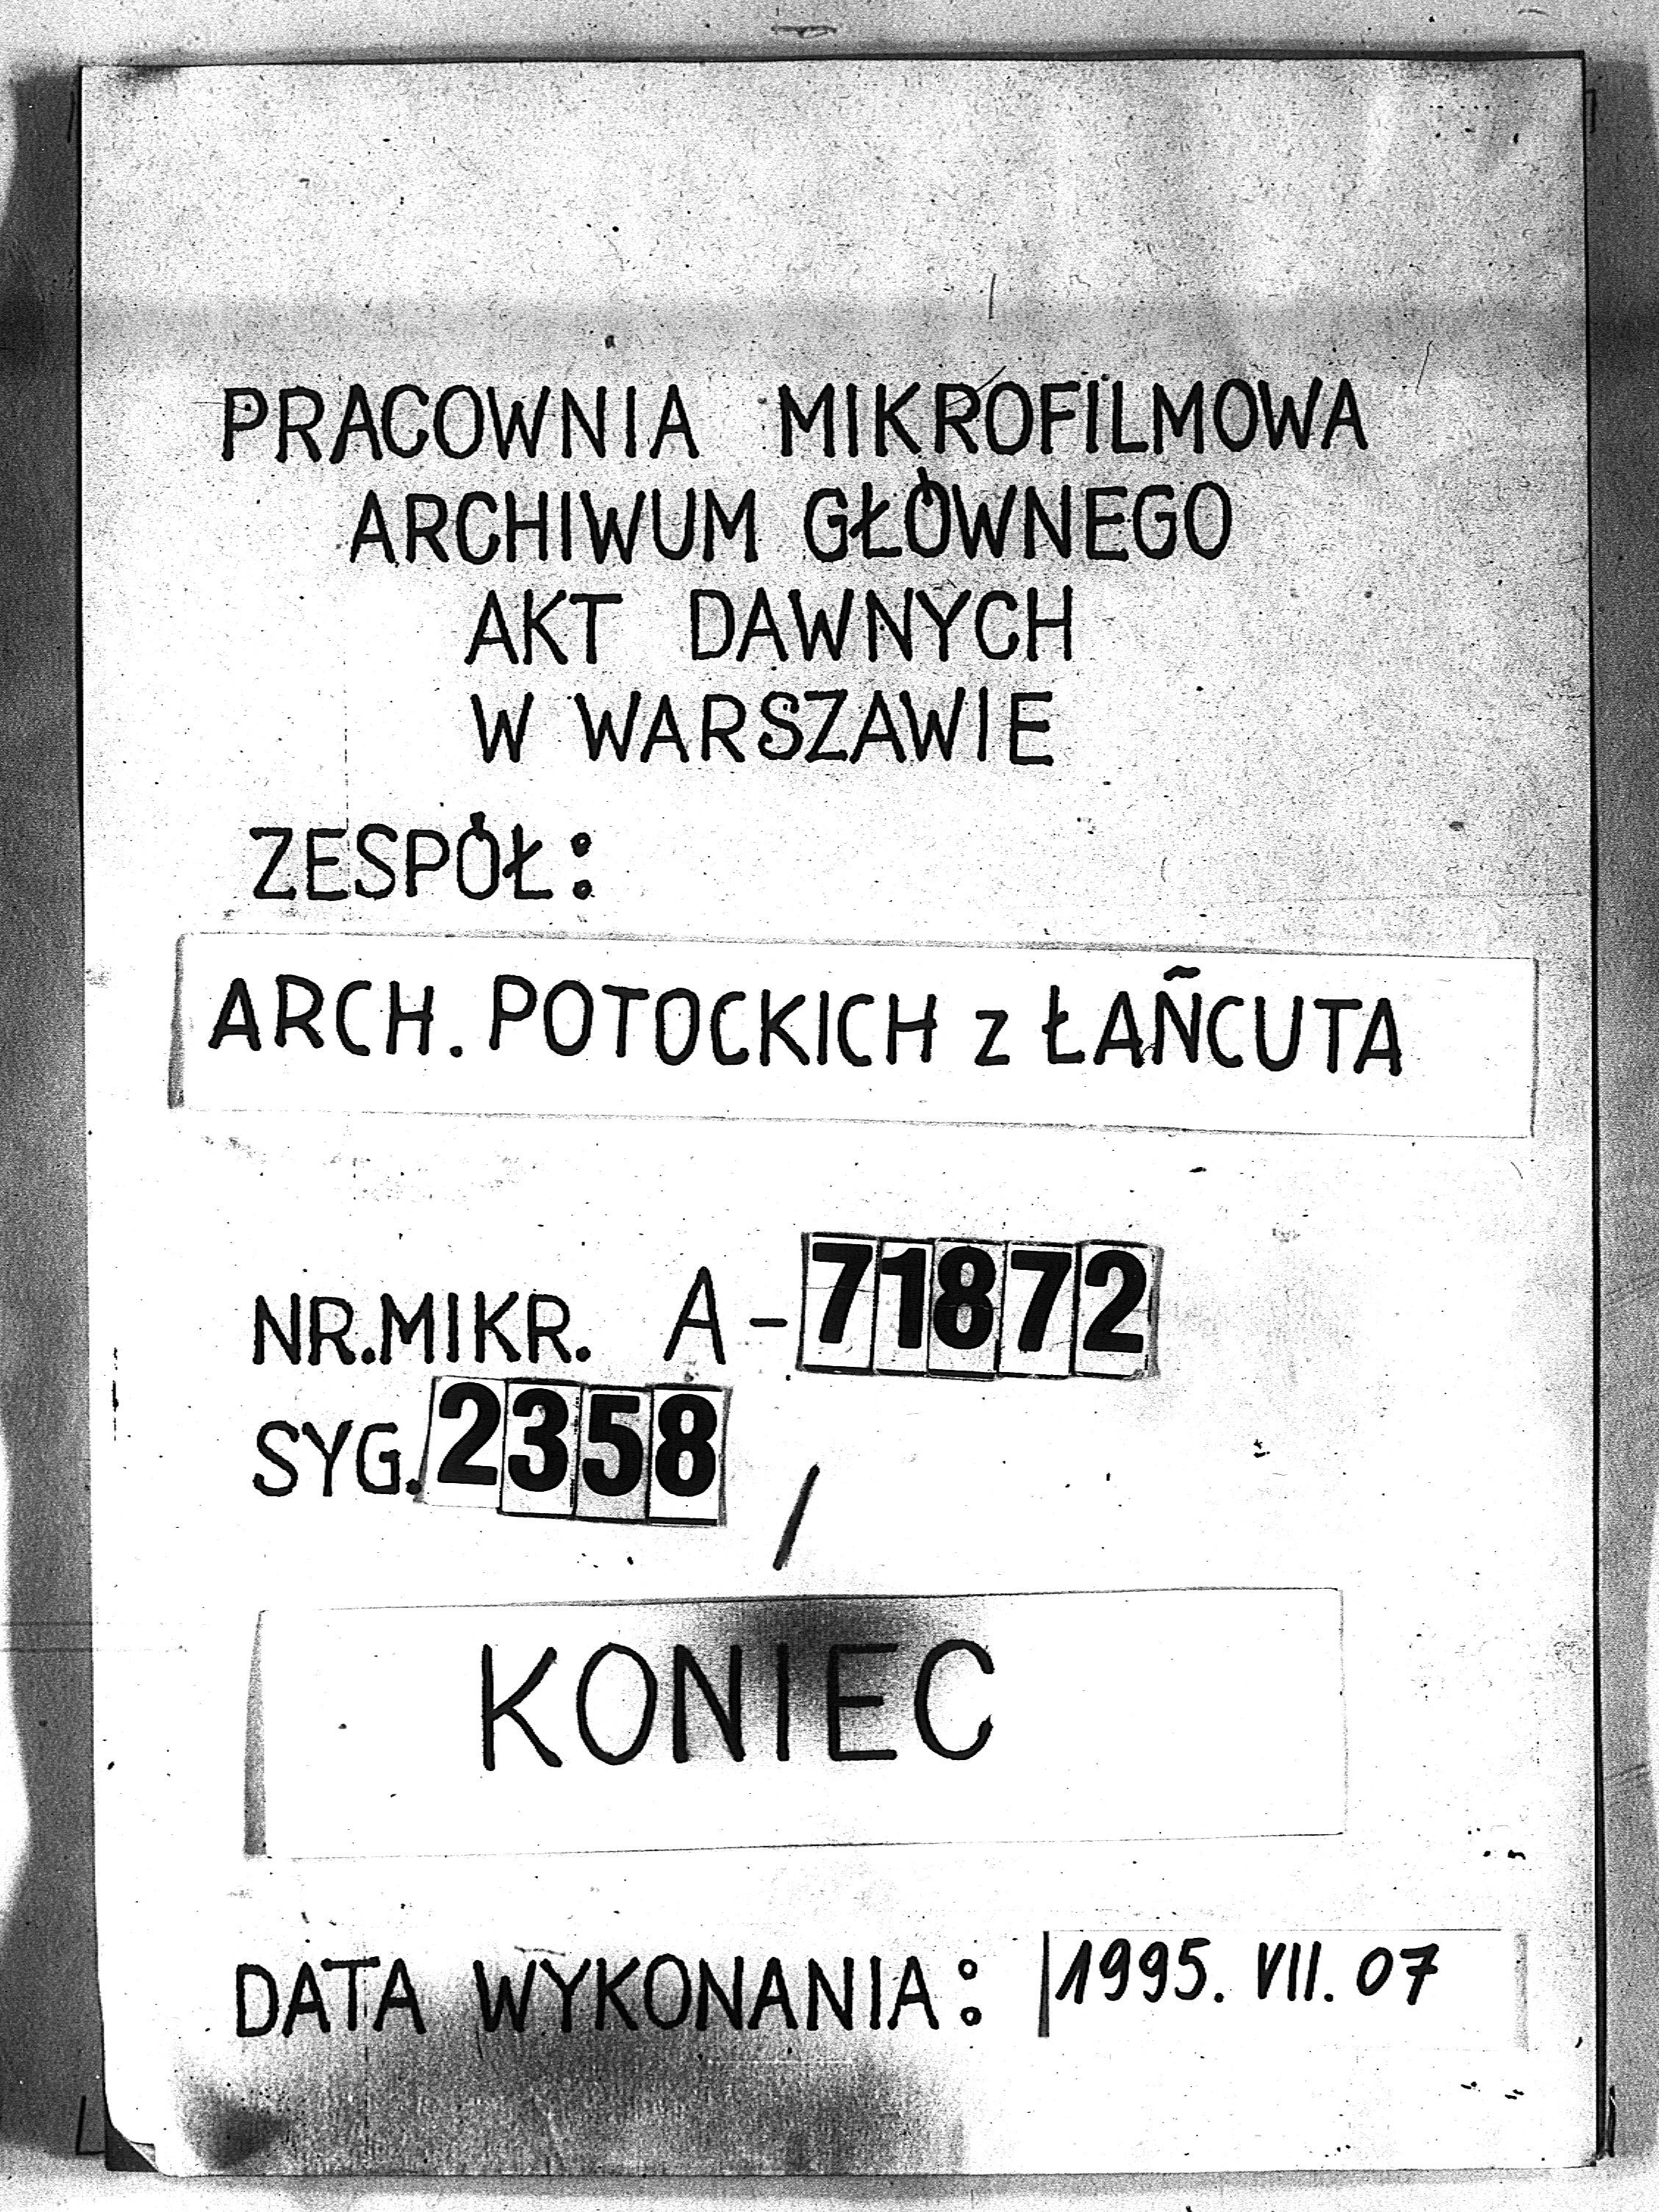 PRACOWNIA MIKROFILMOWA
ARCHIWUM GŁÓWNEGO
AKT DAWNYCH
W WARSZAWIE
ZESPÓŁ:
ARCH. POTOCKICH z ŁAŃCUTA
NR.MIKR. A-71872
SYG. 2358 /
KONIEC
DATA WYKONANIA: 1995. VII. 07